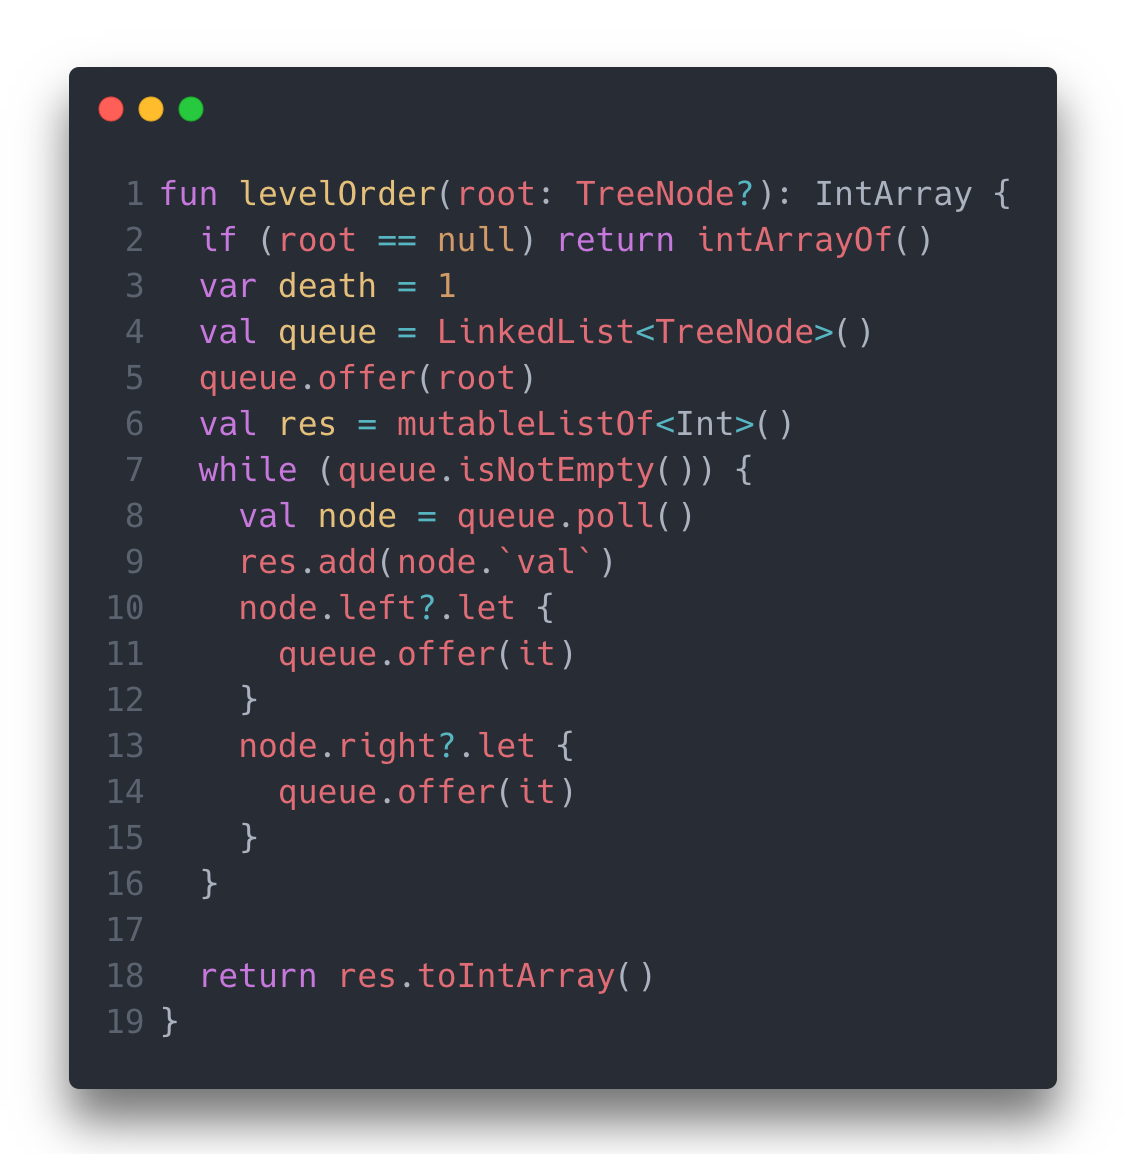 1 fun levelOrder(root: TreeNode?): IntArray {
2   if (root == null) return intArrayOf()
3   var death = 1
4   val queue = LinkedList<TreeNode>()
5   queue.offer(root)
6   val res = mutableListOf<Int>()
7   while (queue.isNotEmpty()) {
8     val node = queue.poll()
9     res.add(node.`val`)
10     node.left?.let {
11       queue.offer(it)
12     }
13     node.right?.let {
14       queue.offer(it)
15     }
16   }
17
18   return res.toIntArray()
19 }